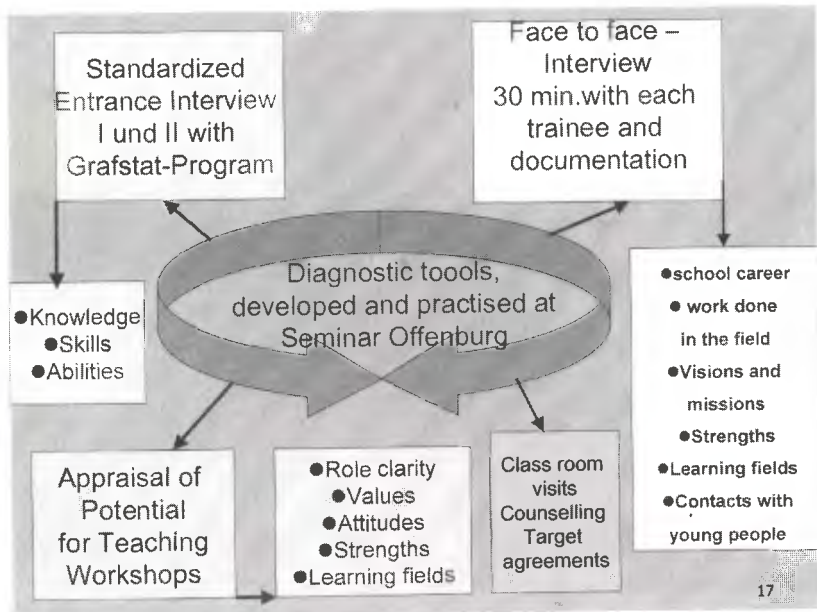 Standardized
Entrance Interview
I und II with
Grafstat-Program
Face to face –
Interview
30 min.with each
trainee and
documentation
Diagnostic toools,
developed and practised at
Seminar Offenburg
●Knowledge
●Skills
●Abilities
●school career
● work done
in the field
●Visions and
missions
●Strengths
●Learning fields
●Contacts with
young people
Appraisal of
Potential
for Teaching
Workshops
●Role clarity
●Values
●Attitudes
●Strengths
●Learning fields
Class room
visits
Counselling
Target
agreements
17